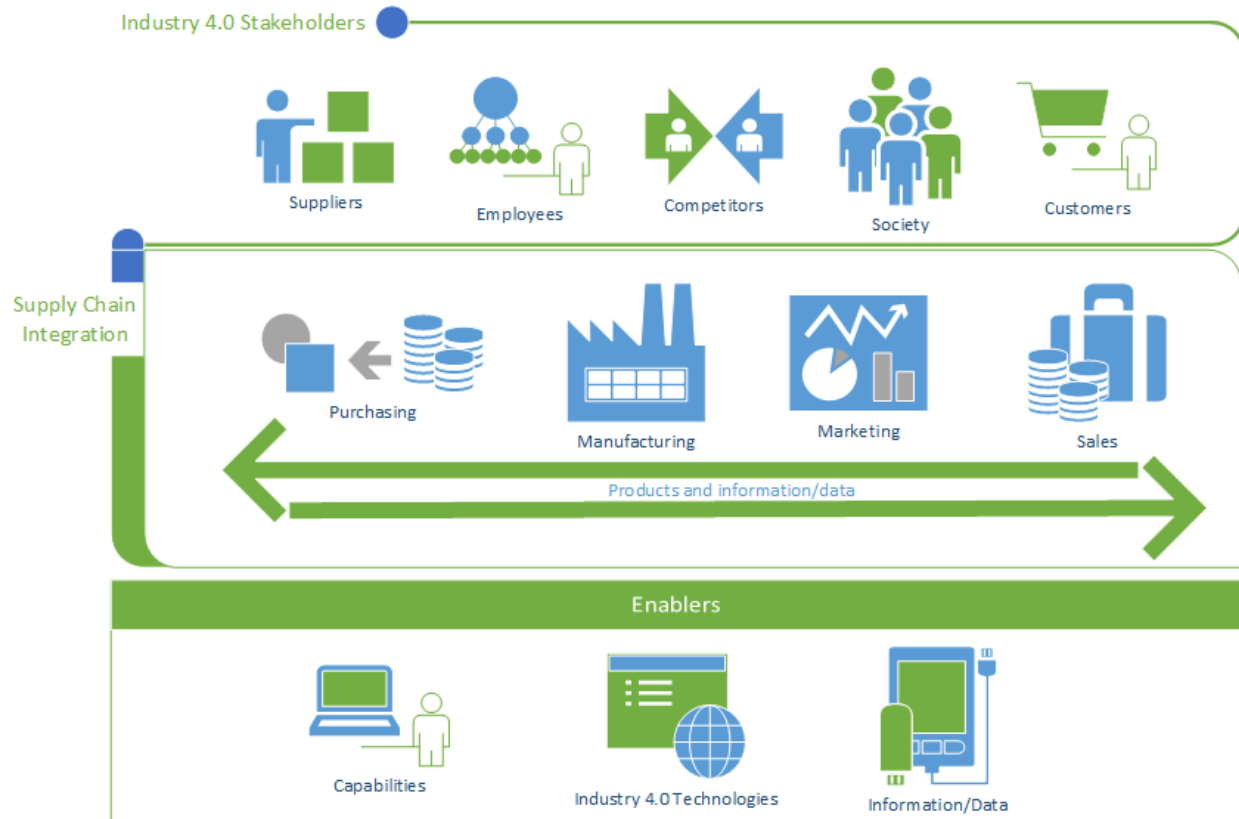 Industry 4.0 Stakeholders
Suppliers
Employees
Competitors
Society
Customers
Supply Chain
Integration
Purchasing
Manufacturing
Marketing
Sales
Products and information/data
Enablers
Capabilities
Industry 4.0 Technologies
Information/Data